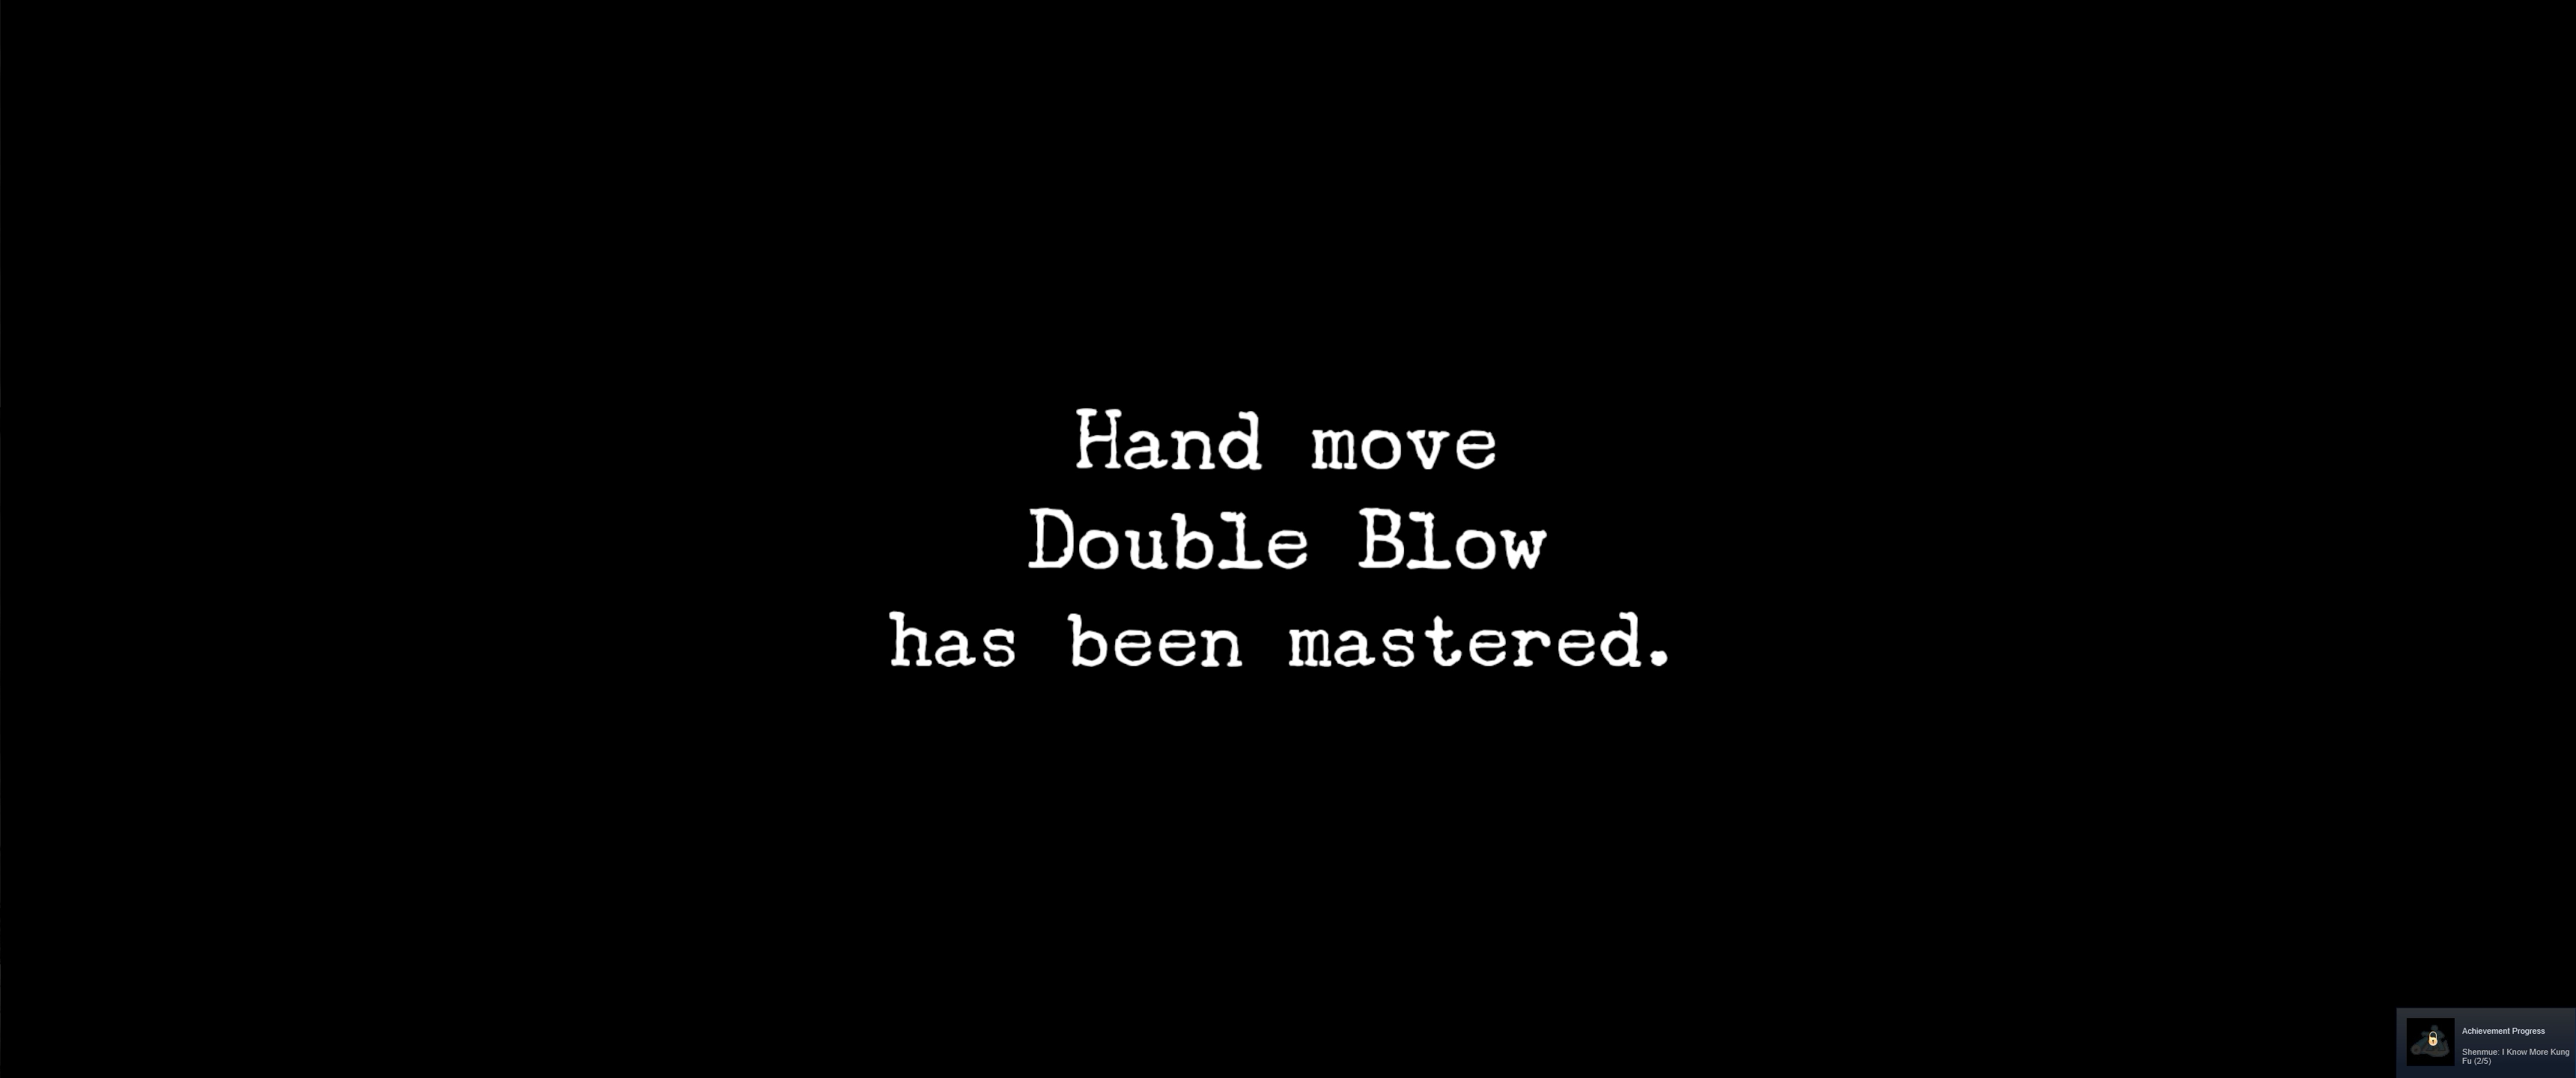 Hand move
Double Blow
has been mastered.
Achievement Progress
Shenmue: I Know More Kung
Fu (2/5)